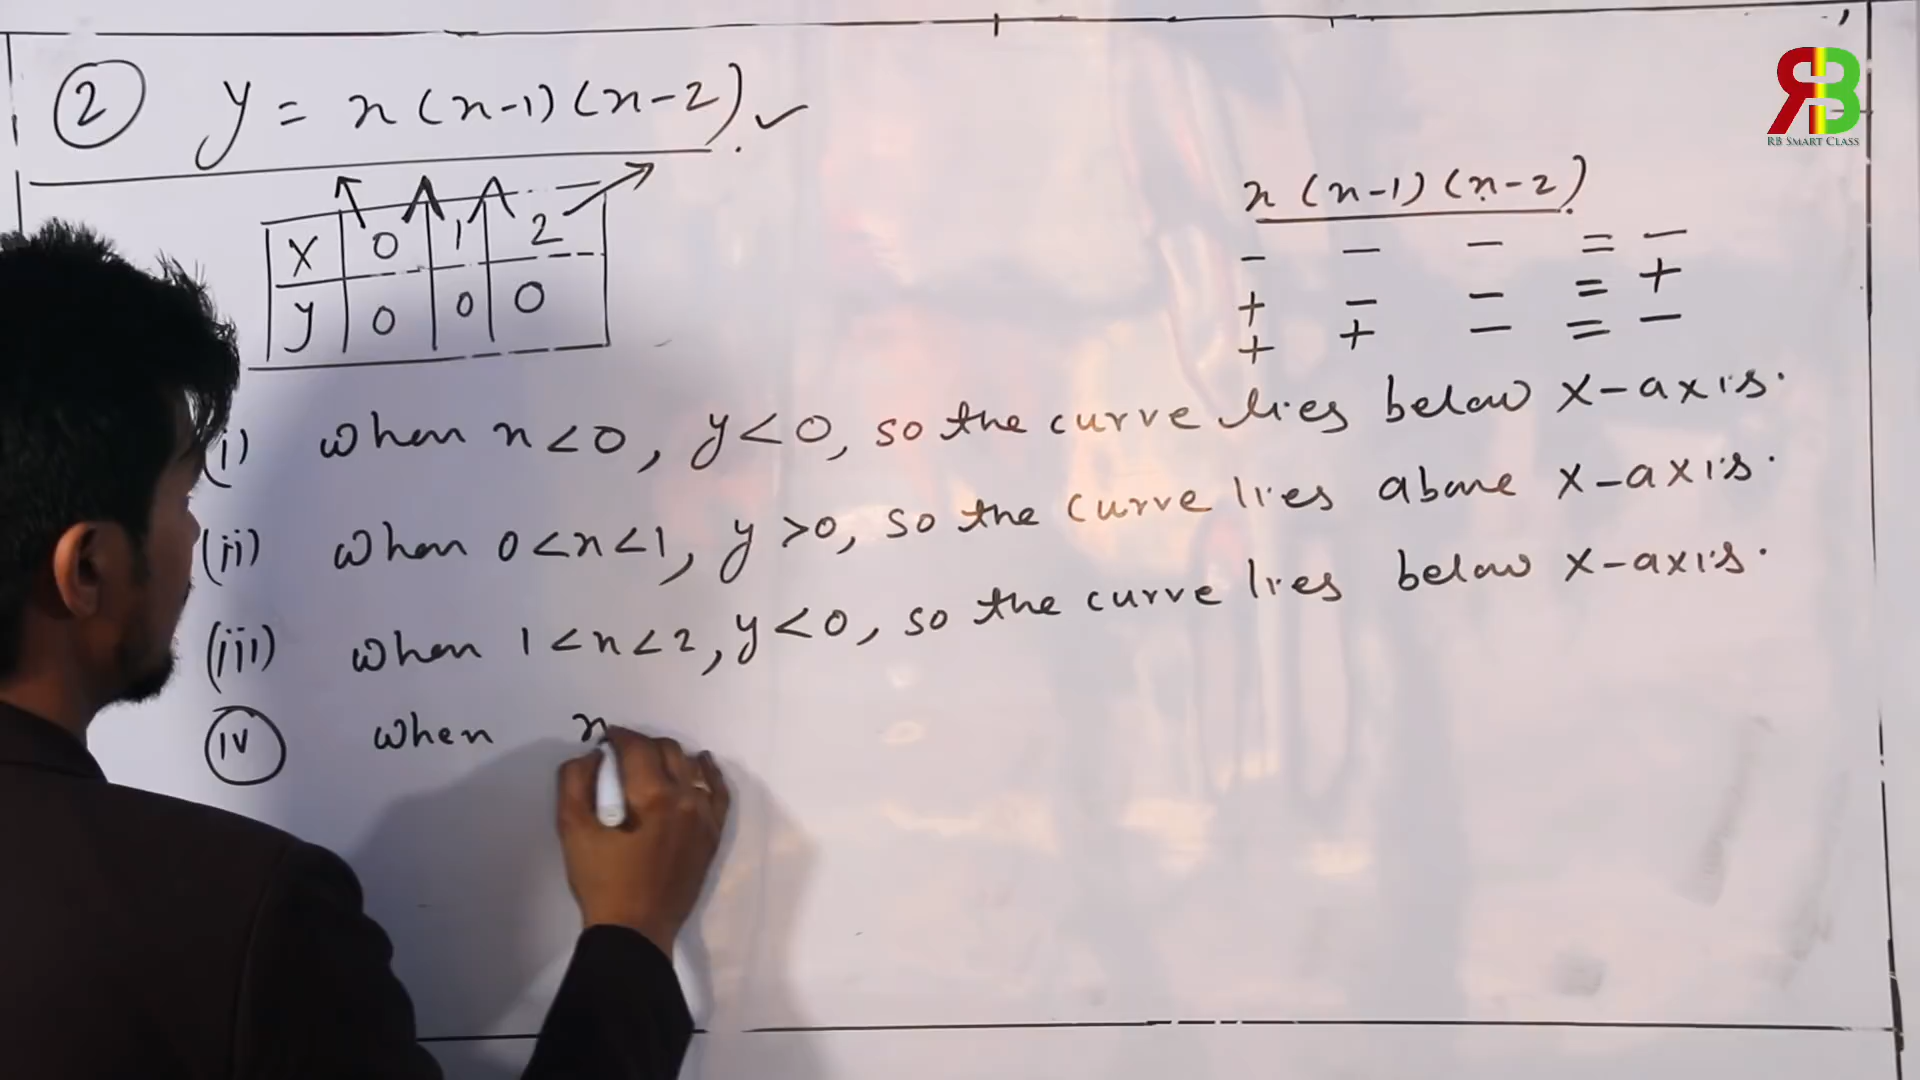 ② y = x(x-1)(x-2) ✓
X 0 1 2
y 0 0 0
x (x-1) (x-2)
- - - = -
+ - - = +
+ + - = -
(i) when x<0, y<0, so the curve lies below X-axis.
(ii) when 0<x<1, y>0, so the curve lies above X-axis.
(iii) when 1<x<2, y<0, so the curve lies below X-axis.
(iv) when x
RB
RB SMART CLASS